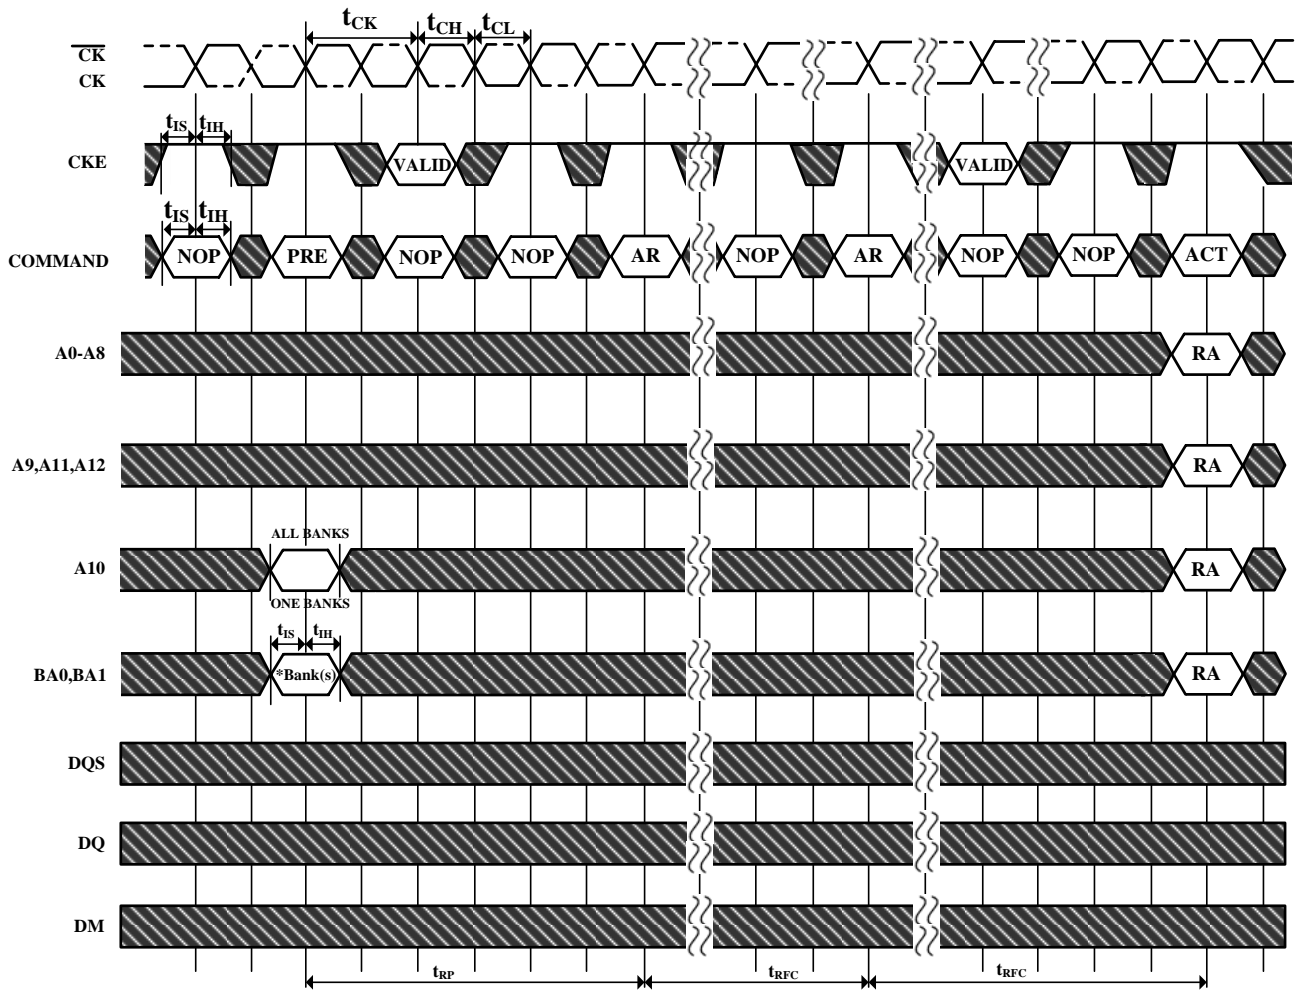 tCK tCH tCL
CK
CK
tIS tIH
CKE VALID VALID
tIS tIH
COMMAND NOP PRE NOP NOP AR NOP AR NOP NOP ACT
A0-A8 RA
A9,A11,A12 RA
ALL BANKS
A10 RA
ONE BANKS
tIS tIH
BA0,BA1 *Bank(s) RA
DQS
DQ
DM
tRP tRFC tRFC